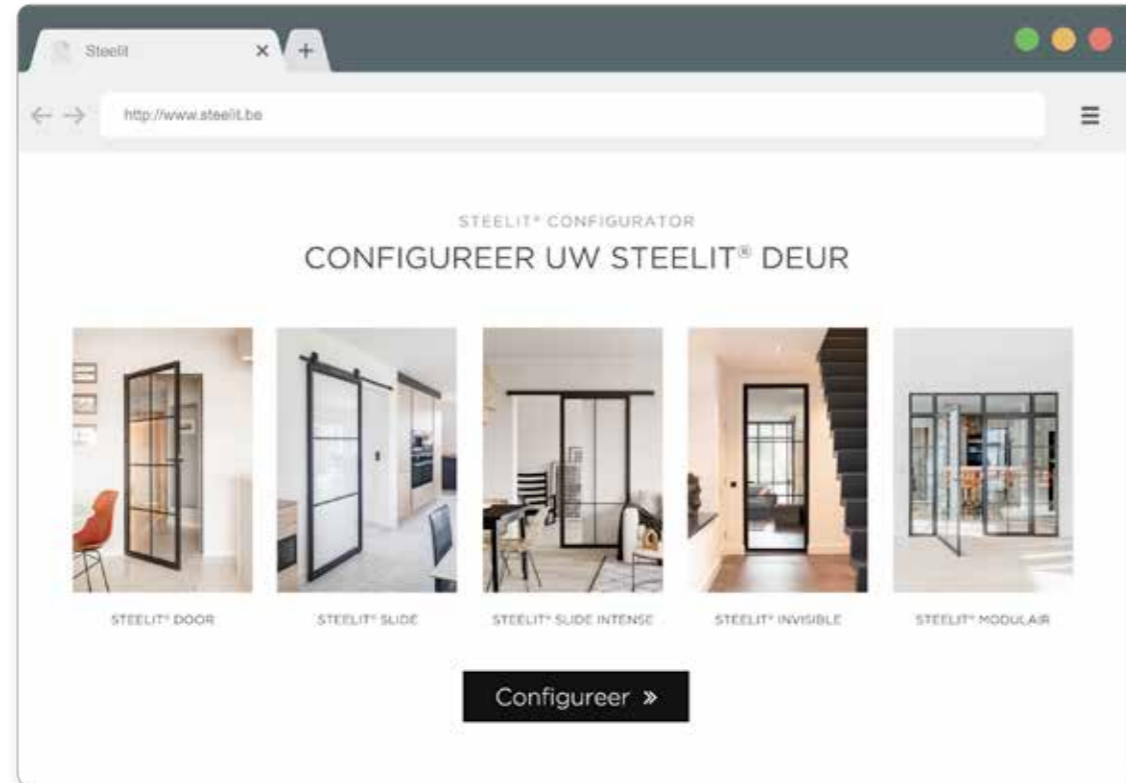 Steelit
http://www.steelit.be
STEELIT® CONFIGURATOR
CONFIGUREER UW STEELIT® DEUR
STEELIT® DOOR
STEELIT® SLIDE
STEELIT® SLIDE INTENSE
STEELIT® INVISIBLE
STEELIT® MODULAIR
Configureer »